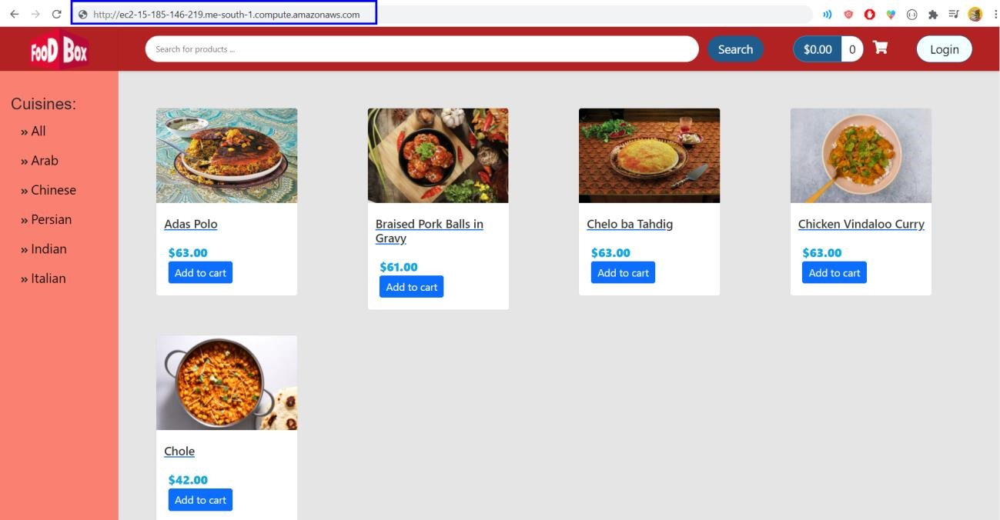 http://ec2-15-185-146-219.me-south-1.compute.amazonaws.com
FooD Box
Search for products ...
Search
$0.00
0
Login
Cuisines:
» All
» Arab
» Chinese
» Persian
» Indian
» Italian
Adas Polo
$63.00
Add to cart
Braised Pork Balls in
Gravy
$61.00
Add to cart
Chelo ba Tahdig
$63.00
Add to cart
Chicken Vindaloo Curry
$63.00
Add to cart
Chole
$42.00
Add to cart